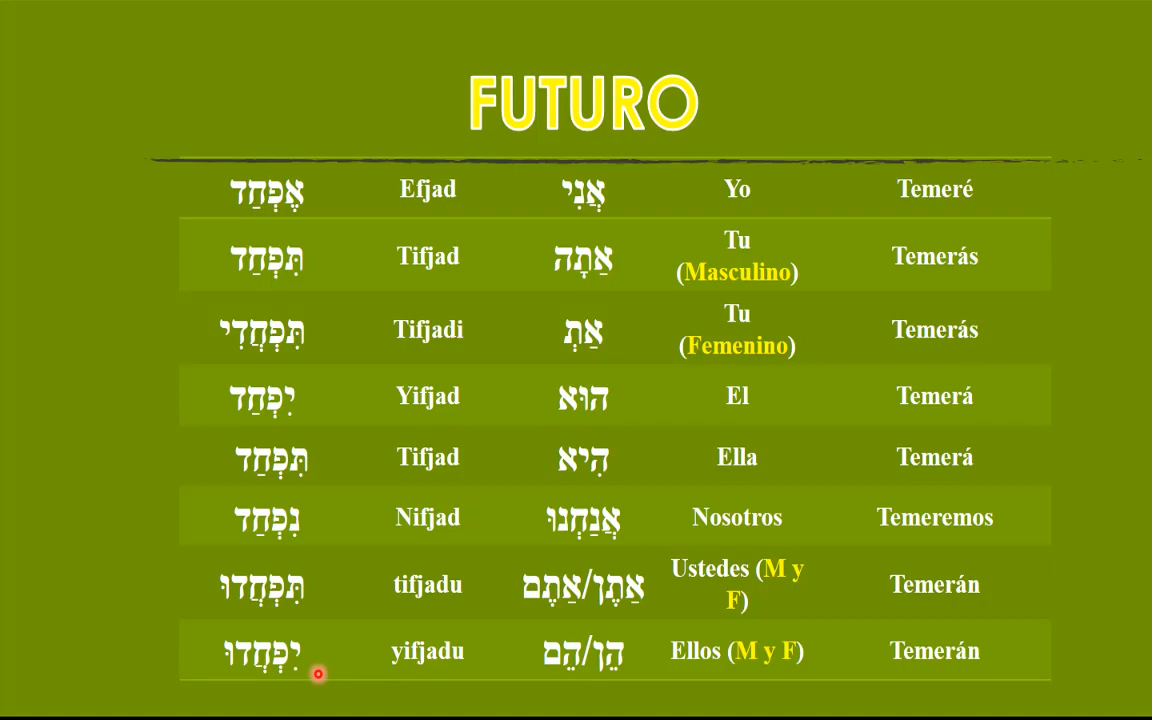 FUTURO
אֶפְחַד Efjad אֲנִי Yo Temeré
תִּפְחַד Tifjad אַתָה Tu (Masculino) Temerás
תִּפְחֲדִי Tifjadi אַתְ Tu (Femenino) Temerás
יִפְחַד Yifjad הוּא El Temerá
תִּפְחַד Tifjad הִיא Ella Temerá
נִפְחַד Nifjad אֲנַחְנוּ Nosotros Temeremos
תִּפְחֲדוּ tifjadu אַתֶן/אַתֶם Ustedes (M y F) Temerán
יִפְחֲדוּ yifjadu הֵן/הֵם Ellos (M y F) Temerán